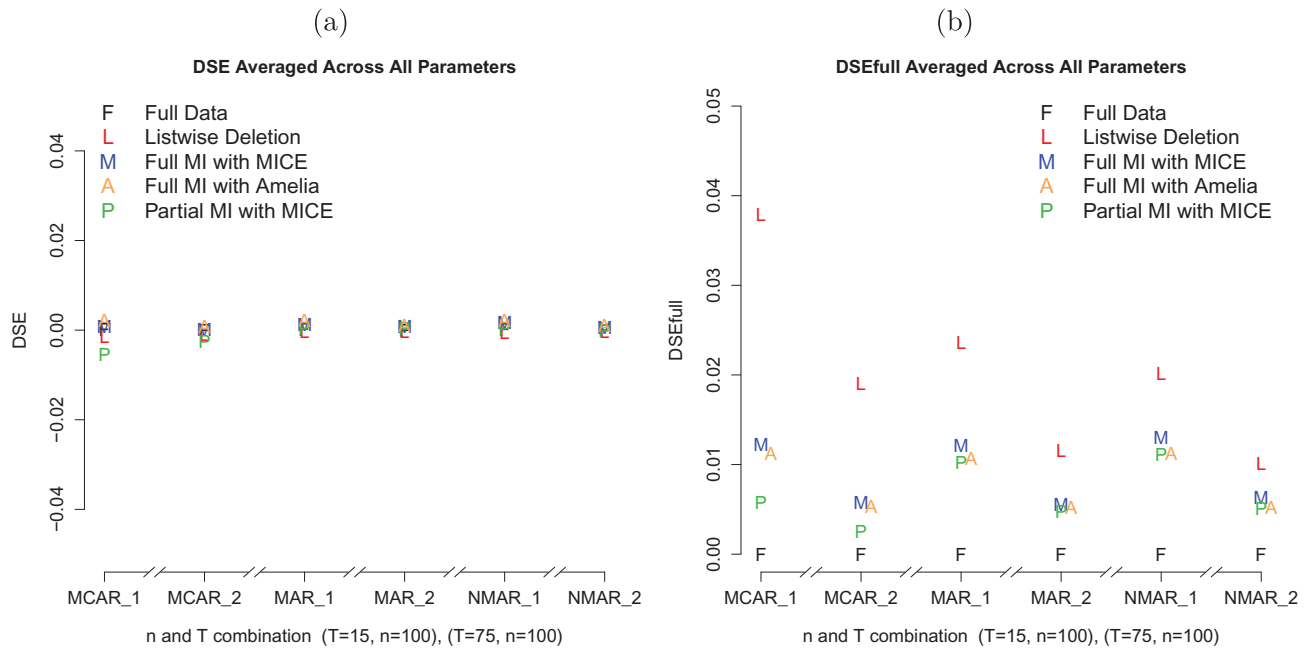 (a)
DSE Averaged Across All Parameters
F Full Data
L Listwise Deletion
M Full MI with MICE
A Full MI with Amelia
P Partial MI with MICE
DSE
0.04
0.02
0.00
−0.02
−0.04
MCAR_1 MCAR_2 MAR_1 MAR_2 NMAR_1 NMAR_2
n and T combination (T=15, n=100), (T=75, n=100)
(b)
DSEfull Averaged Across All Parameters
F Full Data
L Listwise Deletion
M Full MI with MICE
A Full MI with Amelia
P Partial MI with MICE
DSEfull
0.05
0.04
0.03
0.02
0.01
0.00
L
L
L
L
L
L
M A
P
M A
P
M A
P
M A
P
M A
P
M A
P
F F F F F F
MCAR_1 MCAR_2 MAR_1 MAR_2 NMAR_1 NMAR_2
n and T combination (T=15, n=100), (T=75, n=100)